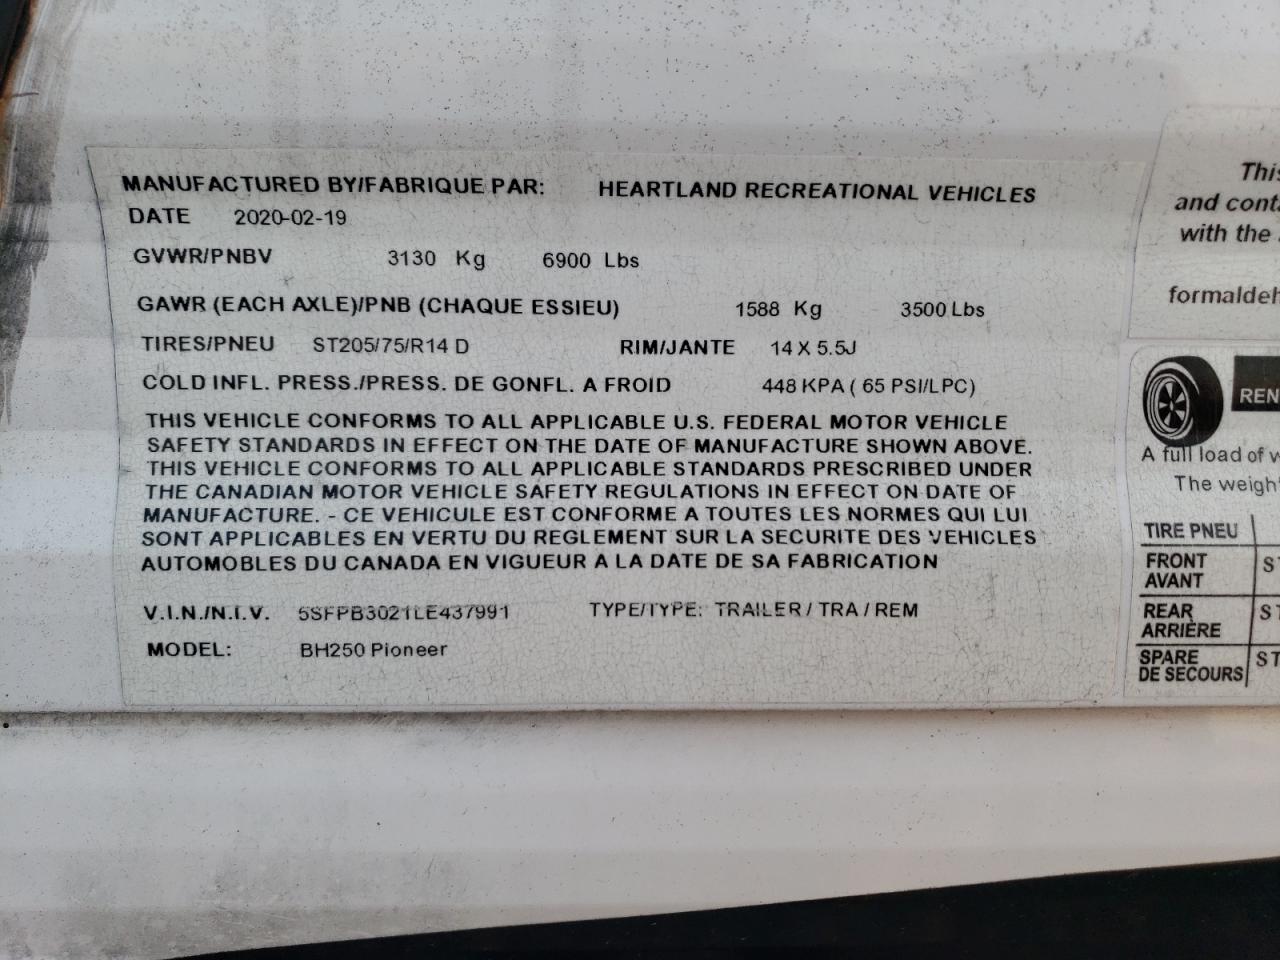 MANUFACTURED BY/FABRIQUE PAR: HEARTLAND RECREATIONAL VEHICLES
DATE 2020-02-19
GVWR/PNBV 3130 Kg 6900 Lbs
GAWR (EACH AXLE)/PNB (CHAQUE ESSIEU) 1588 Kg 3500 Lbs
TIRES/PNEU ST205/75/R14 D RIM/JANTE 14 X 5.5J
COLD INFL. PRESS./PRESS. DE GONFL. A FROID 448 KPA ( 65 PSI/LPC)
THIS VEHICLE CONFORMS TO ALL APPLICABLE U.S. FEDERAL MOTOR VEHICLE
SAFETY STANDARDS IN EFFECT ON THE DATE OF MANUFACTURE SHOWN ABOVE.
THIS VEHICLE CONFORMS TO ALL APPLICABLE STANDARDS PRESCRIBED UNDER
THE CANADIAN MOTOR VEHICLE SAFETY REGULATIONS IN EFFECT ON DATE OF
MANUFACTURE. - CE VEHICULE EST CONFORME A TOUTES LES NORMES QUI LUI
SONT APPLICABLES EN VERTU DU REGLEMENT SUR LA SECURITE DES VEHICLES
AUTOMOBLES DU CANADA EN VIGUEUR A LA DATE DE SA FABRICATION
V.I.N./N.I.V. 5SFPB3021LE437991 TYPE/TYPE: TRAILER / TRA / REM
MODEL: BH250 Pioneer
This
and
with the
A full load of
The
TIRE PNEU
FRONT
AVANT
REAR
ARRIÈRE
SPARE
DE SECOURS